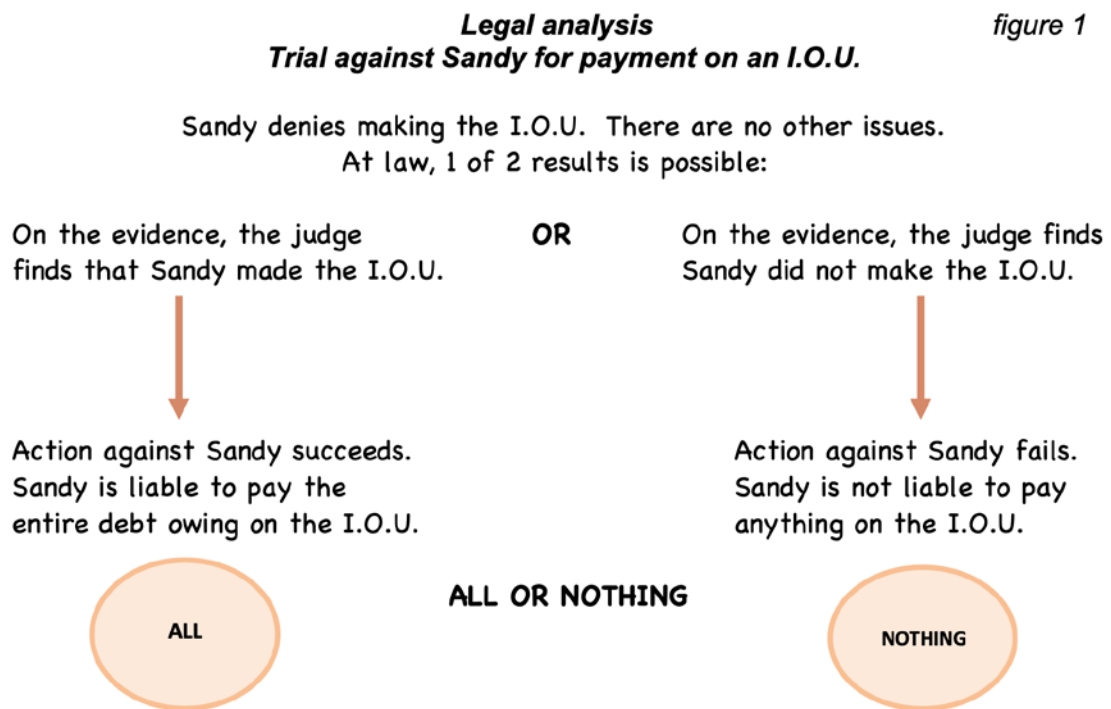 Legal analysis
figure 1
Trial against Sandy for payment on an I.O.U.
Sandy denies making the I.O.U.  There are no other issues.
At law, 1 of 2 results is possible:
On the evidence, the judge
finds that Sandy made the I.O.U.
OR
On the evidence, the judge finds
Sandy did not make the I.O.U.
Action against Sandy succeeds.
Sandy is liable to pay the
entire debt owing on the I.O.U.
Action against Sandy fails.
Sandy is not liable to pay
anything on the I.O.U.
ALL
ALL OR NOTHING
NOTHING